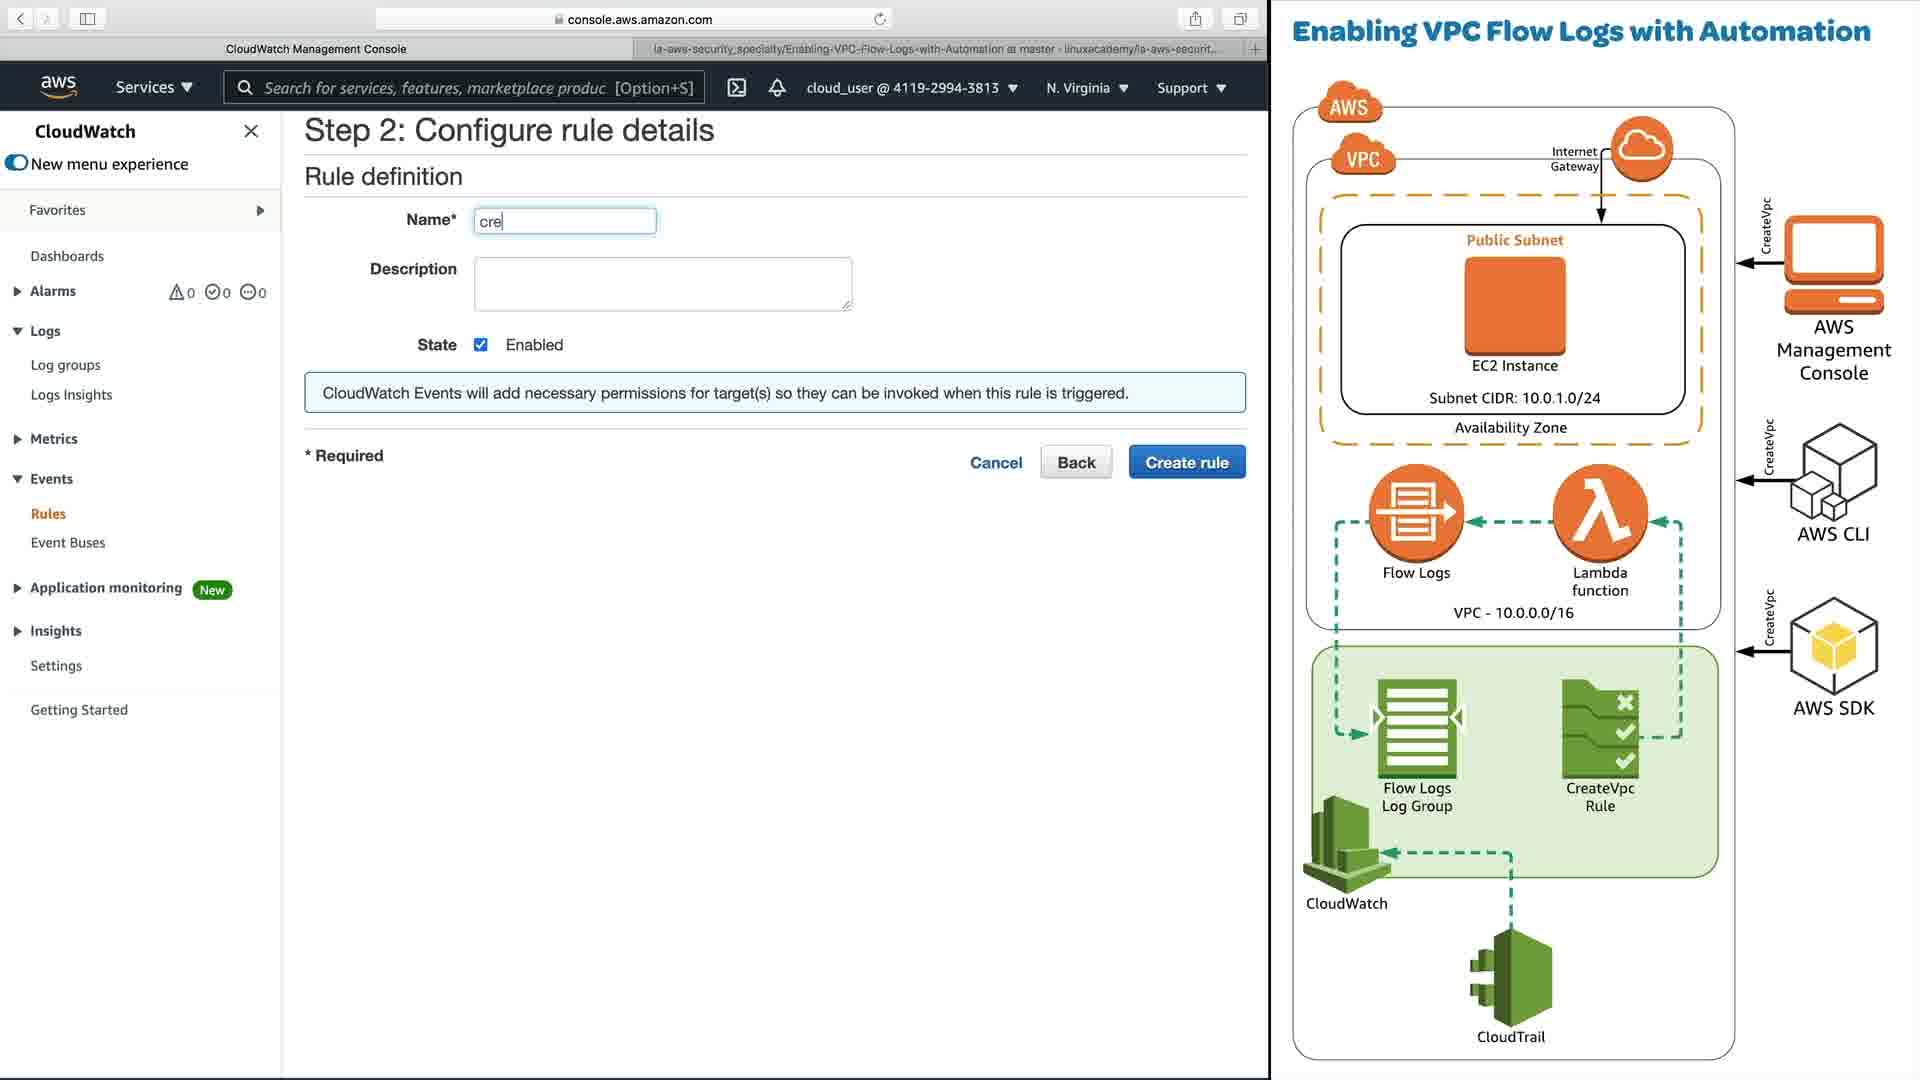 console.aws.amazon.com
CloudWatch Management Console
la-aws-security_specialty/Enabling-VPC-Flow-Logs-with-Automation at master · linuxacademy/la-aws-securit...
aws
Services
Search for services, features, marketplace produc [Option+S]
cloud_user @ 4119-2994-3813
N. Virginia
Support
CloudWatch
New menu experience
Favorites
Dashboards
Alarms
0
0
0
Logs
Log groups
Logs Insights
Metrics
Events
Rules
Event Buses
Application monitoring
New
Insights
Settings
Getting Started
Step 2: Configure rule details
Rule definition
Name*
cre
Description
State
Enabled
CloudWatch Events will add necessary permissions for target(s) so they can be invoked when this rule is triggered.
* Required
Cancel
Back
Create rule
Enabling VPC Flow Logs with Automation
AWS
VPC
Internet
Gateway
Public Subnet
EC2 Instance
Subnet CIDR: 10.0.1.0/24
Availability Zone
Flow Logs
Lambda
function
VPC - 10.0.0.0/16
Flow Logs
Log Group
CreateVpc
Rule
CloudWatch
CloudTrail
CreateVpc
AWS
Management
Console
CreateVpc
AWS CLI
CreateVpc
AWS SDK